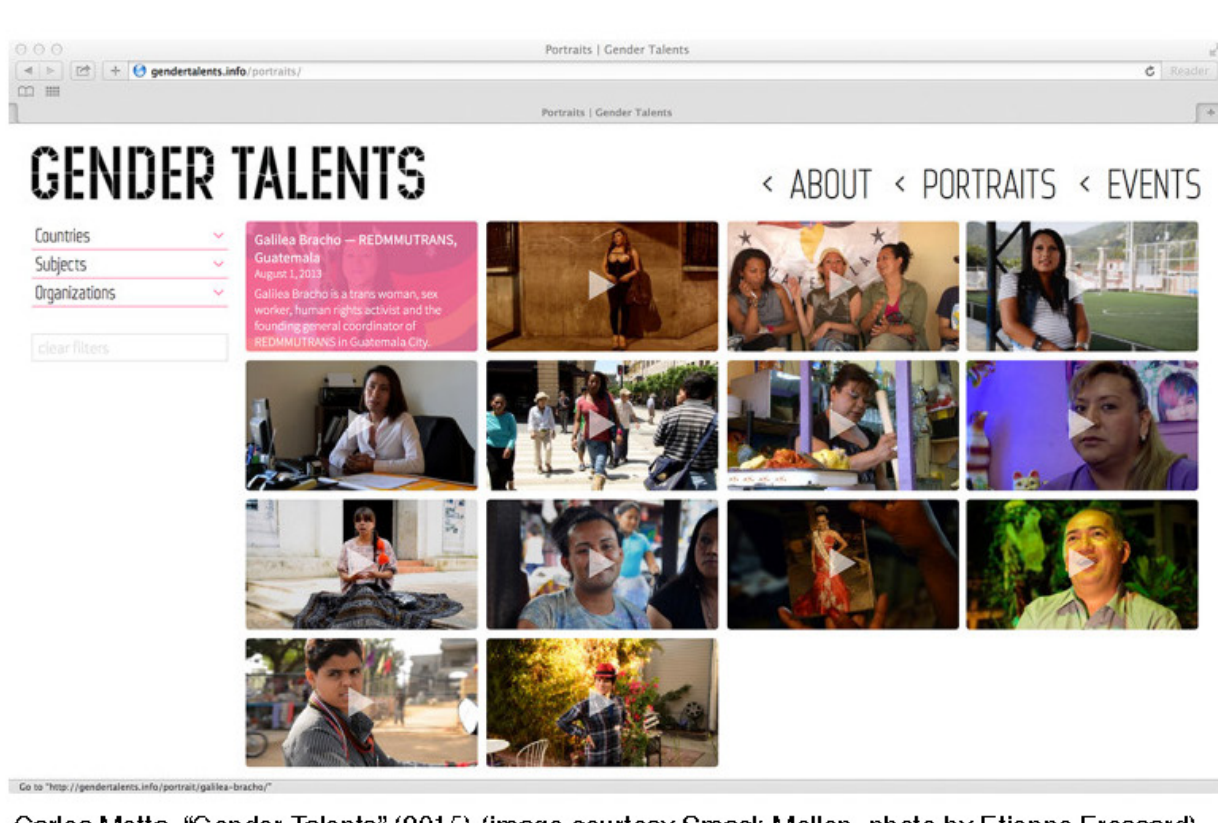 Portraits | Gender Talents
gendertalents.info/portraits/
Reader
Portraits | Gender Talents
GENDER TALENTS
< ABOUT < PORTRAITS < EVENTS
Countries
Subjects
Organizations
clear filters
Galilea Bracho — REDMMUTRANS,
Guatemala
August 1, 2013
Galilea Bracho is a trans woman, sex
worker, human rights activist and the
founding general coordinator of
REDMMUTRANS in Guatemala City.
Go to "http://gendertalents.info/portrait/galilea-bracho/"
Carlos Motta, "Gender Talents" (2015) (image courtesy Smack Mellon, photo by Etienne Frossard)